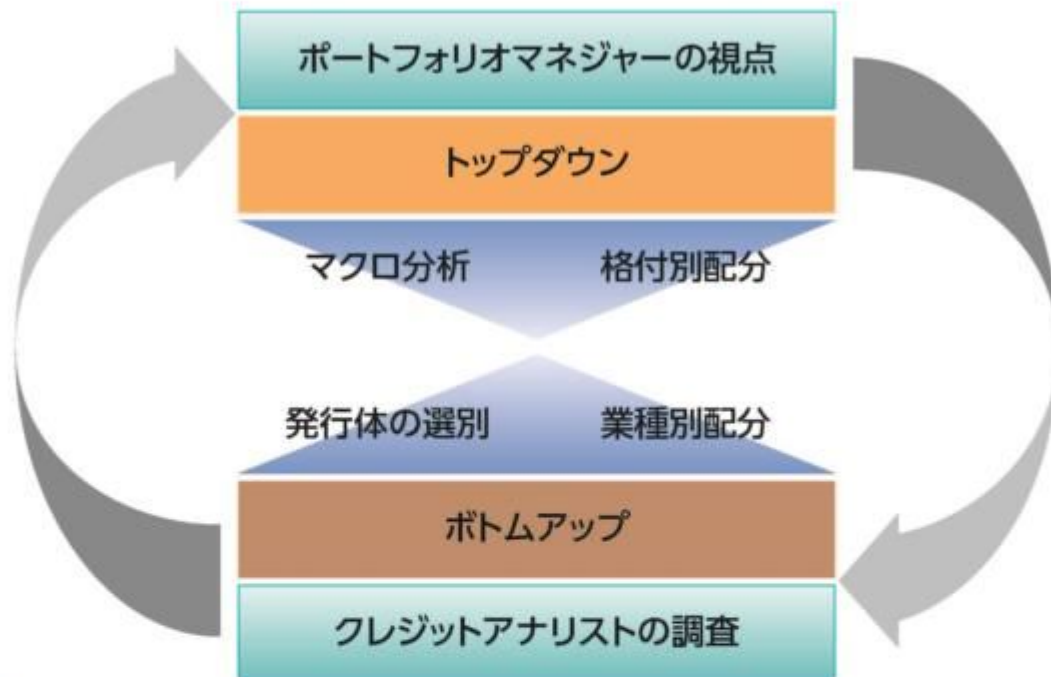 ポートフォリオマネジャーの視点
トップダウン
マクロ分析 格付別配分
発行体の選別 業種別配分
ボトムアップ
クレジットアナリストの調査